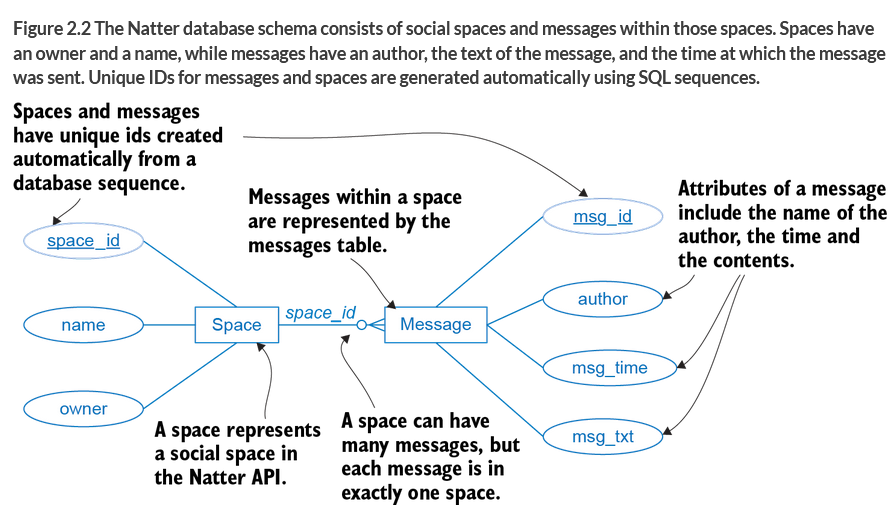 Figure 2.2 The Natter database schema consists of social spaces and messages within those spaces. Spaces have
an owner and a name, while messages have an author, the text of the message, and the time at which the message
was sent. Unique IDs for messages and spaces are generated automatically using SQL sequences.
Spaces and messages
have unique ids created
automatically from a
database sequence.
Messages within a space
are represented by the
messages table.
Attributes of a message
include the name of the
author, the time and
the contents.
space_id
name
owner
Space
space_id
Message
msg_id
author
msg_time
msg_txt
A space represents
a social space in
the Natter API.
A space can have
many messages, but
each message is in
exactly one space.